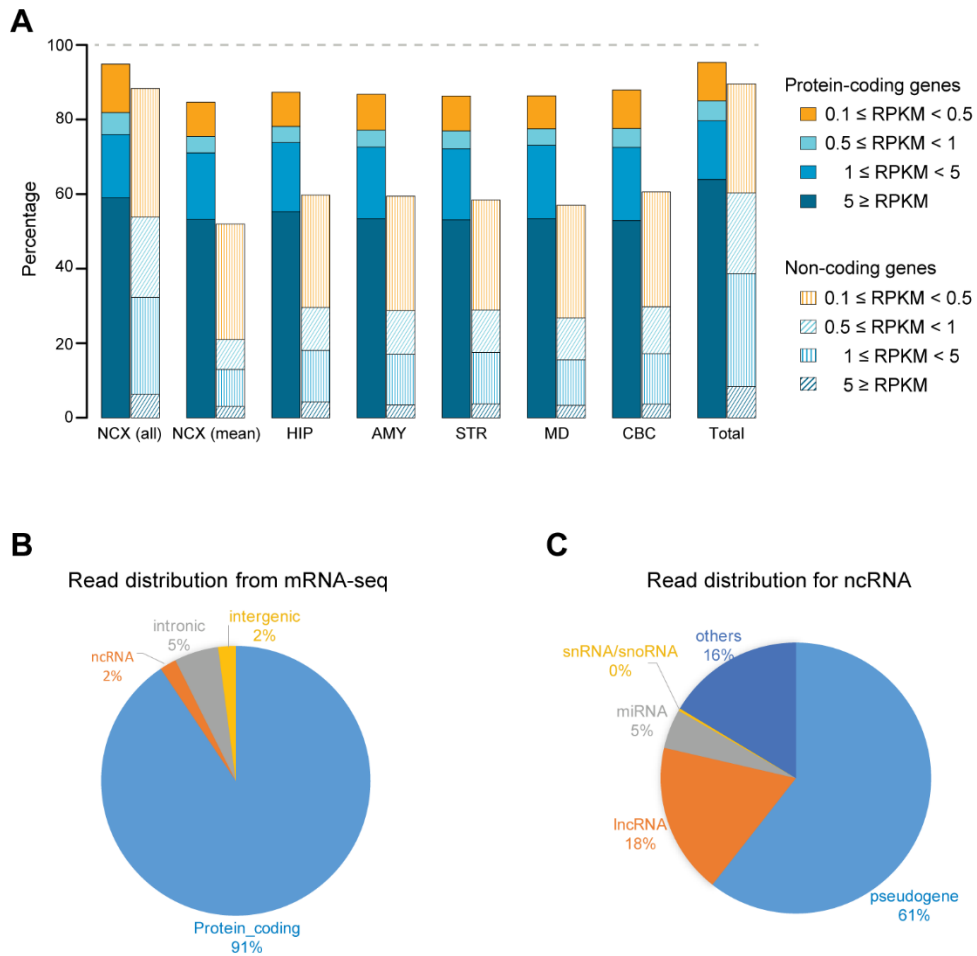 A
Percentage
100
80
60
40
20
0
NCX (all)
NCX (mean)
HIP
AMY
STR
MD
CBC
Total
Protein-coding genes
0.1 ≤ RPKM < 0.5
0.5 ≤ RPKM < 1
1 ≤ RPKM < 5
5 ≥ RPKM
Non-coding genes
0.1 ≤ RPKM < 0.5
0.5 ≤ RPKM < 1
1 ≤ RPKM < 5
5 ≥ RPKM
B
Read distribution from mRNA-seq
intergenic
2%
intronic
5%
ncRNA
2%
Protein_coding
91%
C
Read distribution for ncRNA
others
16%
snRNA/snoRNA
0%
miRNA
5%
lncRNA
18%
pseudogene
61%